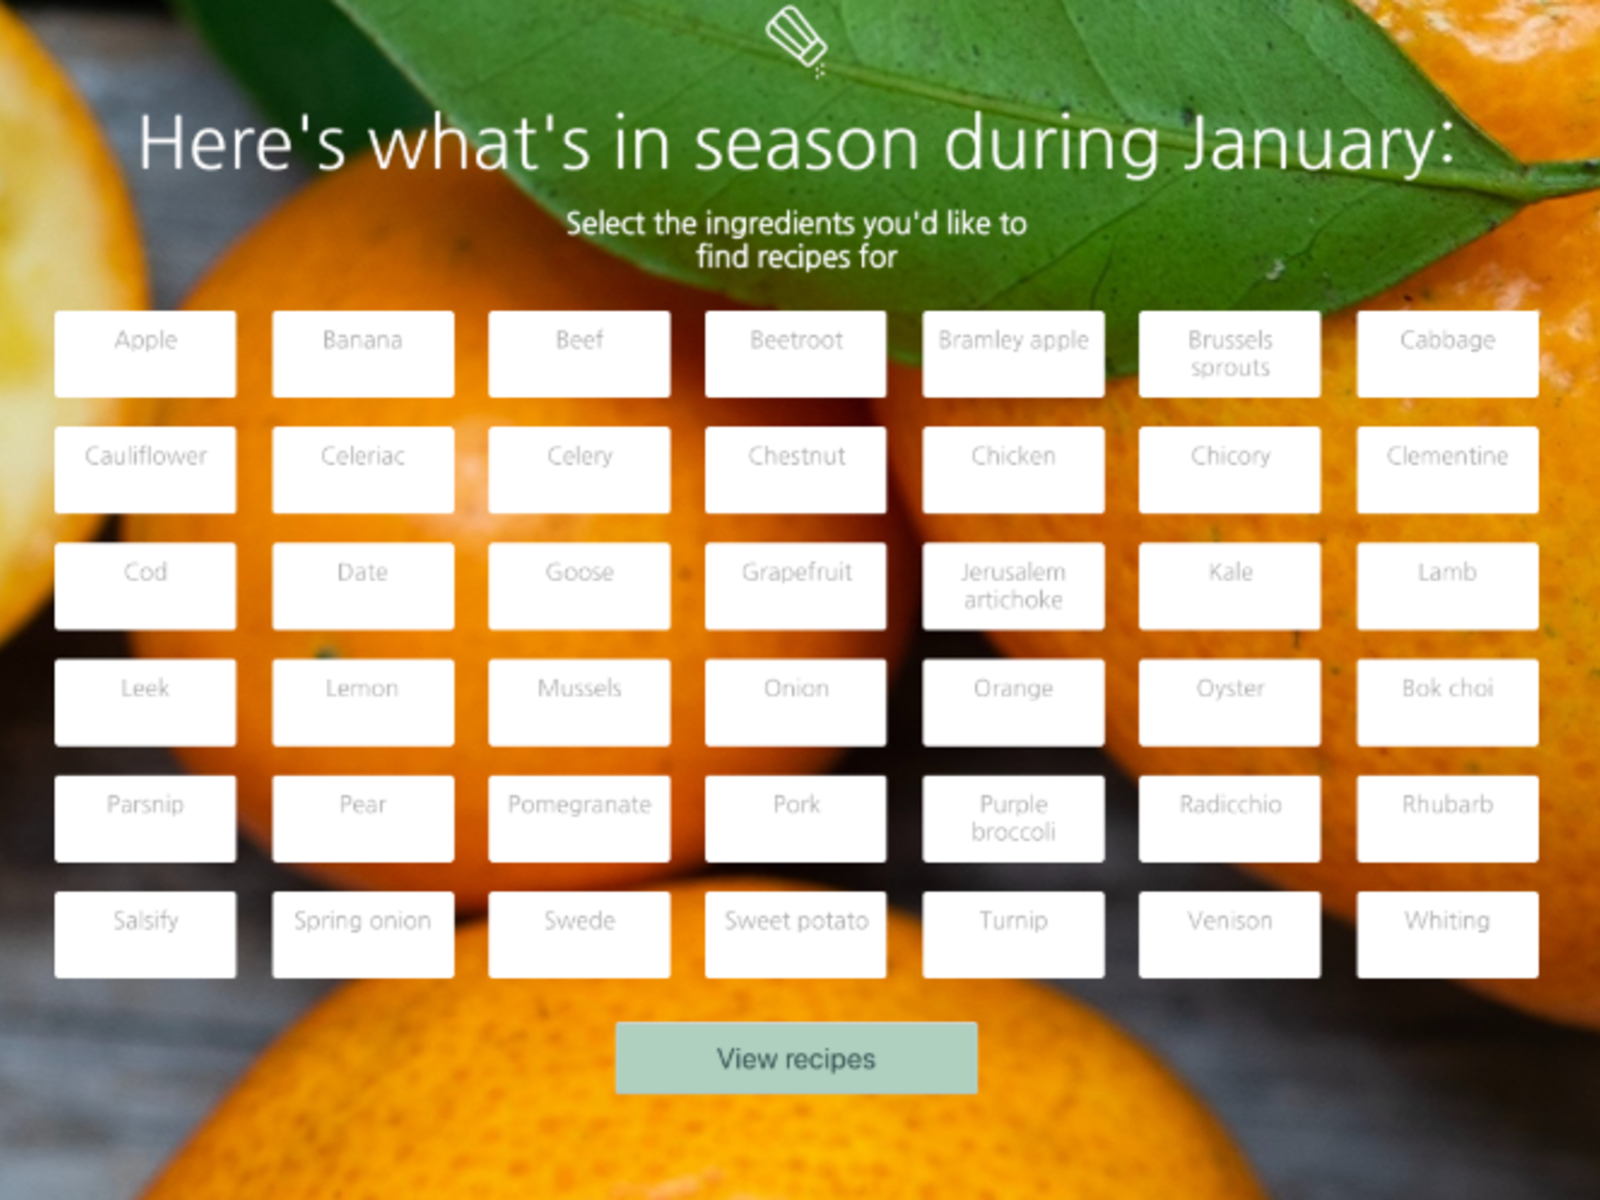 Here's what's in season during January:
Select the ingredients you'd like to
find recipes for
Apple
Banana
Beef
Beetroot
Bramley apple
Brussels
sprouts
Cabbage
Cauliflower
Celeriac
Celery
Chestnut
Chicken
Chicory
Clementine
Cod
Date
Goose
Grapefruit
Jerusalem
artichoke
Kale
Lamb
Leek
Lemon
Mussels
Onion
Orange
Oyster
Bok choi
Parsnip
Pear
Pomegranate
Pork
Purple
broccoli
Radicchio
Rhubarb
Salsify
Spring onion
Swede
Sweet potato
Turnip
Venison
Whiting
View recipes